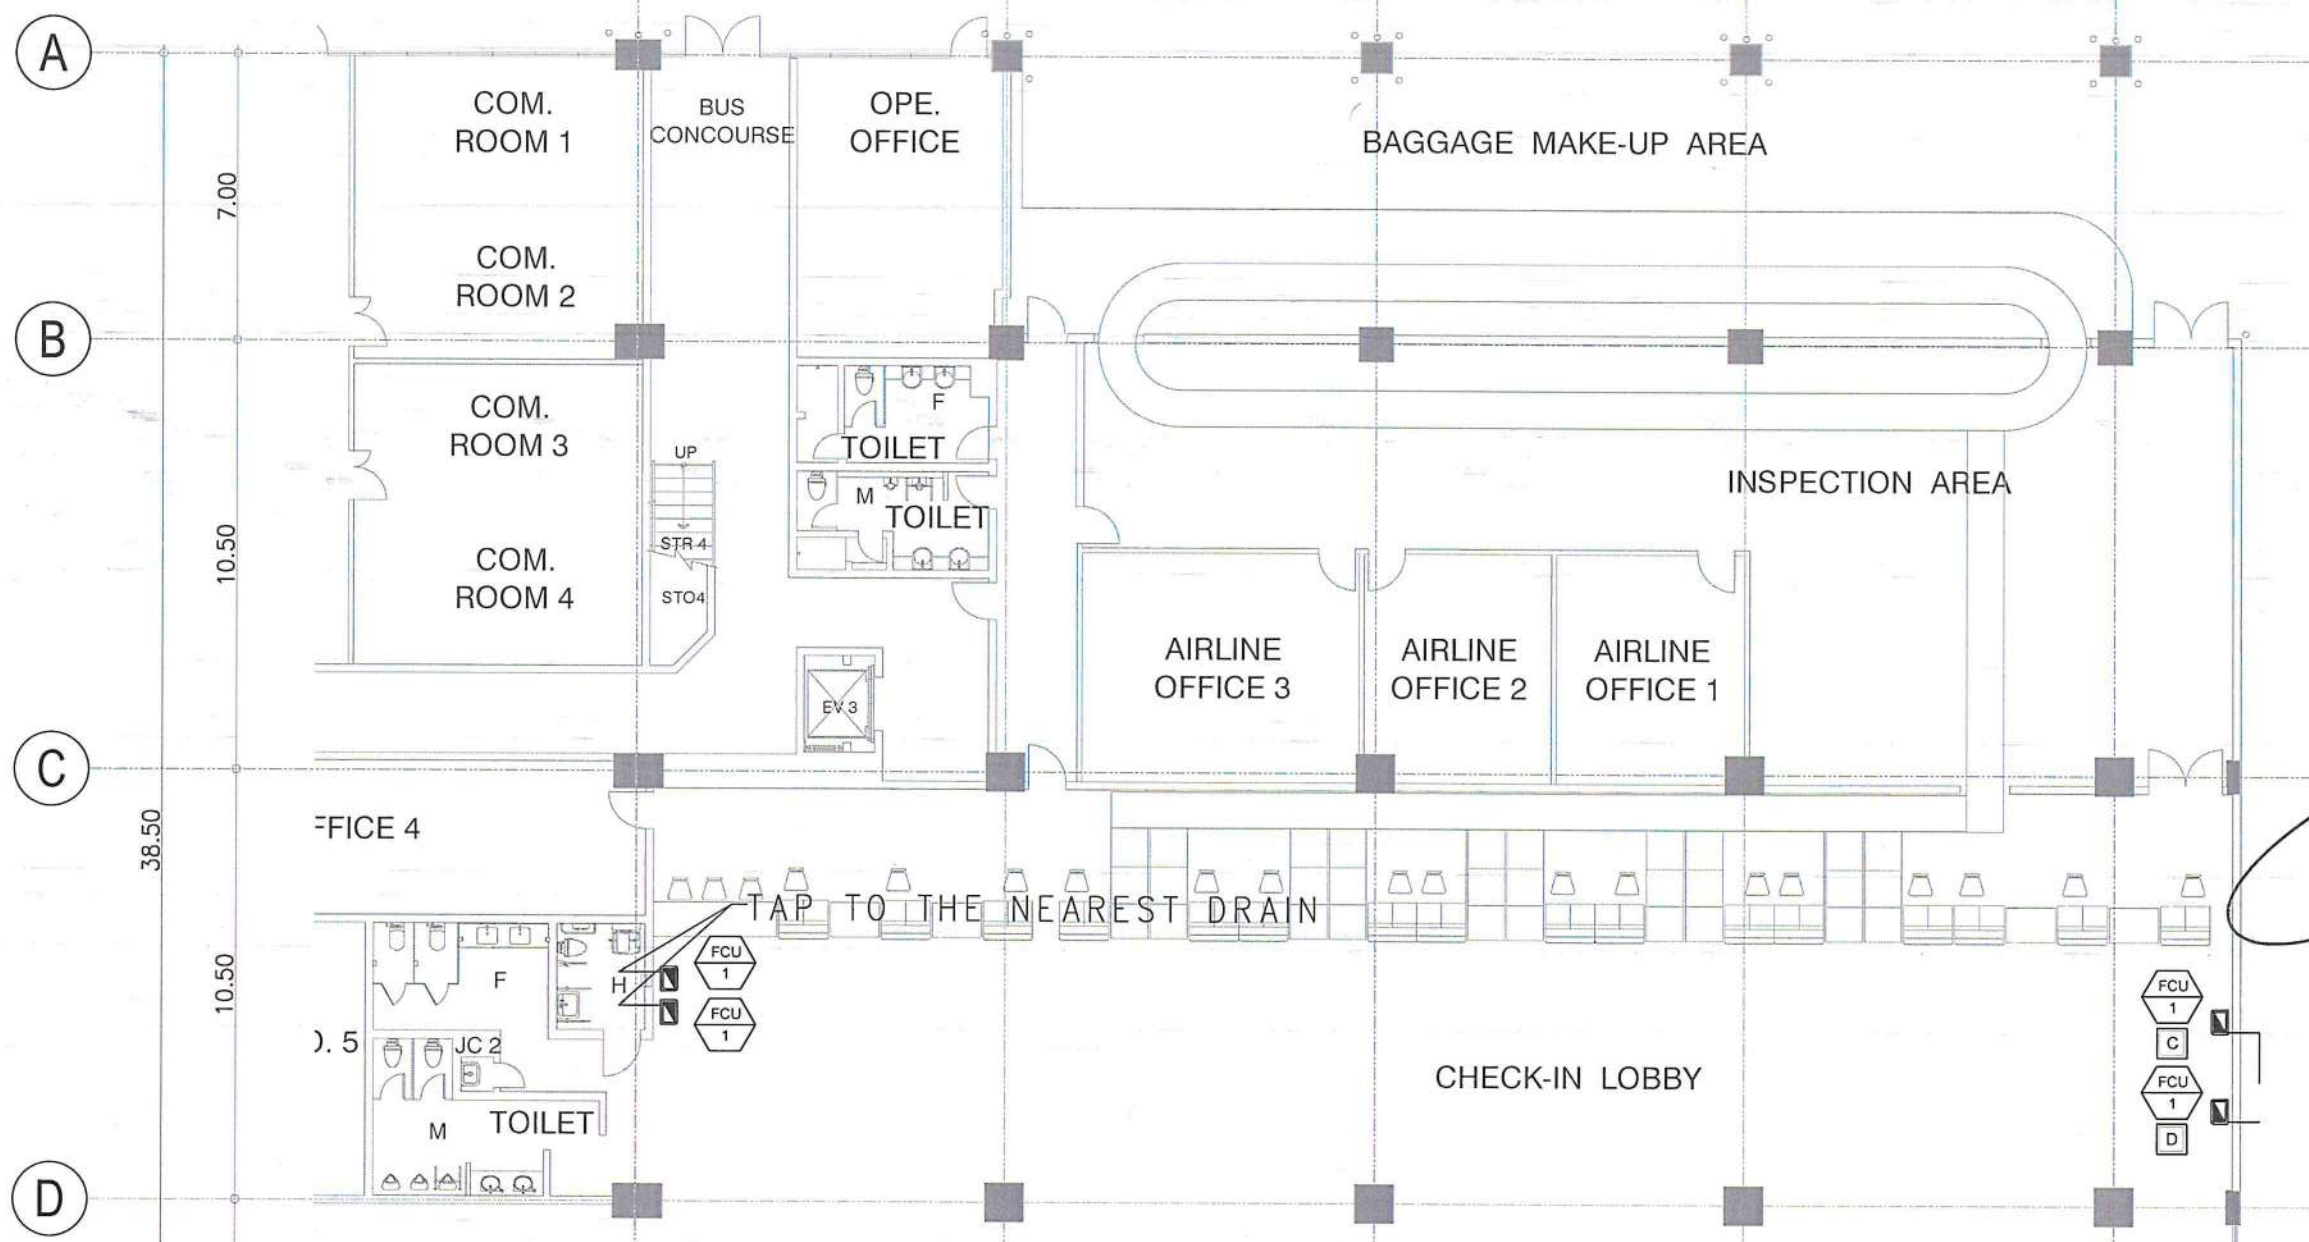 A
COM.
ROOM 1
BUS
CONCOURSE
OPE.
OFFICE
BAGGAGE MAKE-UP AREA
7.00
COM.
ROOM 2
B
COM.
ROOM 3
F
TOILET
UP
M
TOILET
INSPECTION AREA
10.50
STR 4
COM.
ROOM 4
STO4
AIRLINE
OFFICE 3
AIRLINE
OFFICE 2
AIRLINE
OFFICE 1
EV 3
C
38.50
FFICE 4
TAP TO THE NEAREST DRAIN
10.50
F
H
FCU
1
FCU
1
FCU
1
C
FCU
1
D
). 5
JC 2
CHECK-IN LOBBY
M
TOILET
D